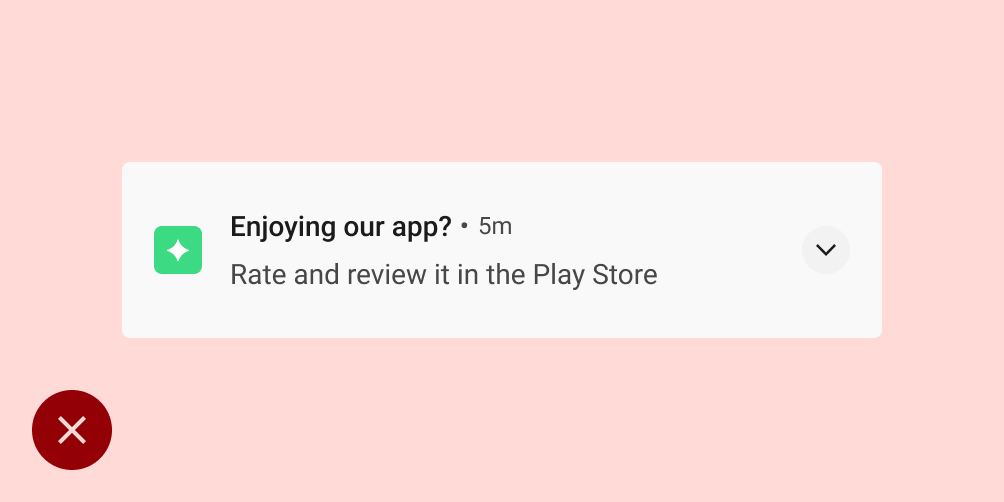 Enjoying our app? • 5m
Rate and review it in the Play Store